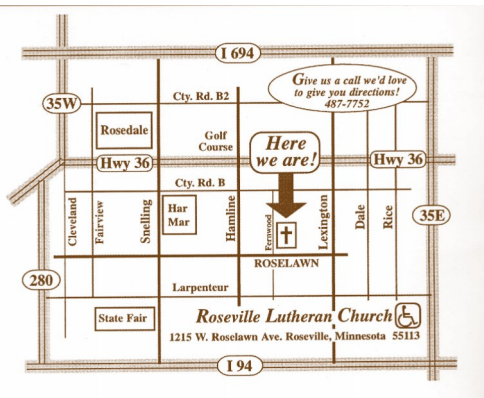 I 694
Give us a call we'd love
to give you directions!
487-7752
35W
Cty. Rd. B2
Rosedale
Golf
Course
Here
we are!
Hwy 36
Hwy 36
Cty. Rd. B
Cleveland
Fairview
Snelling
Har
Mar
Hamline
Fernwood
Lexington
Dale
Rice
35E
ROSELAWN
280
Larpenteur
State Fair
Roseville Lutheran Church
1215 W. Roselawn Ave. Roseville, Minnesota 55113
I 94